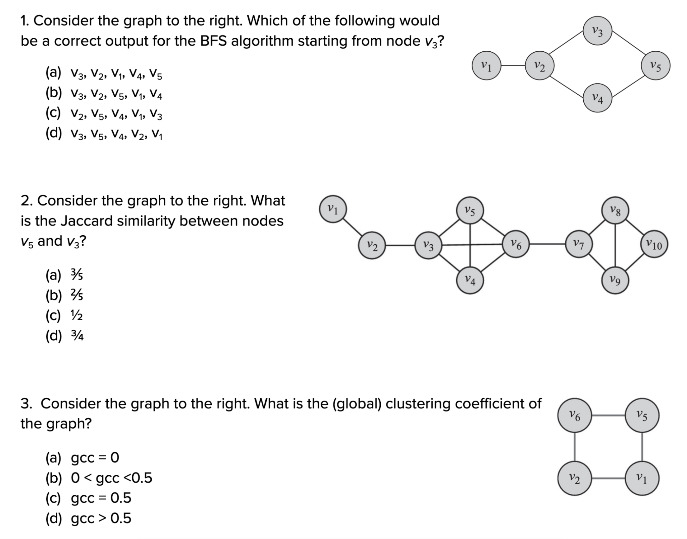 1. Consider the graph to the right. Which of the following would
be a correct output for the BFS algorithm starting from node v₃?
(a) v₃, v₂, v₁, v₄, v₅
(b) v₃, v₂, v₅, v₁, v₄
(c) v₂, v₅, v₄, v₁, v₃
(d) v₃, v₅, v₄, v₂, v₁
v₃
v₁
v₂
v₅
v₄
2. Consider the graph to the right. What
is the Jaccard similarity between nodes
v₅ and v₃?
(a) ⅗
(b) ⅖
(c) ½
(d) ¾
v₁
v₅
v₈
v₂
v₃
v₆
v₇
v₁₀
v₄
v₉
3. Consider the graph to the right. What is the (global) clustering coefficient of
the graph?
(a) gcc = 0
(b) 0 < gcc <0.5
(c) gcc = 0.5
(d) gcc > 0.5
v₆
v₅
v₂
v₁